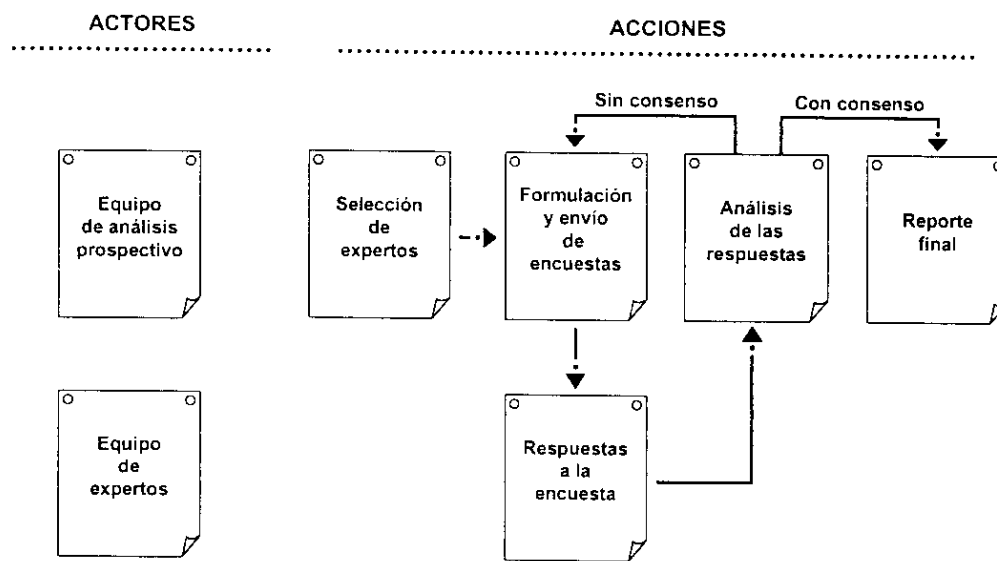 ACTORES
ACCIONES
Sin consenso
Con consenso
Equipo
de análisis
prospectivo
Selección
de
expertos
Formulación
y envío
de
encuestas
Análisis
de las
respuestas
Reporte
final
Equipo
de
expertos
Respuestas
a la
encuesta